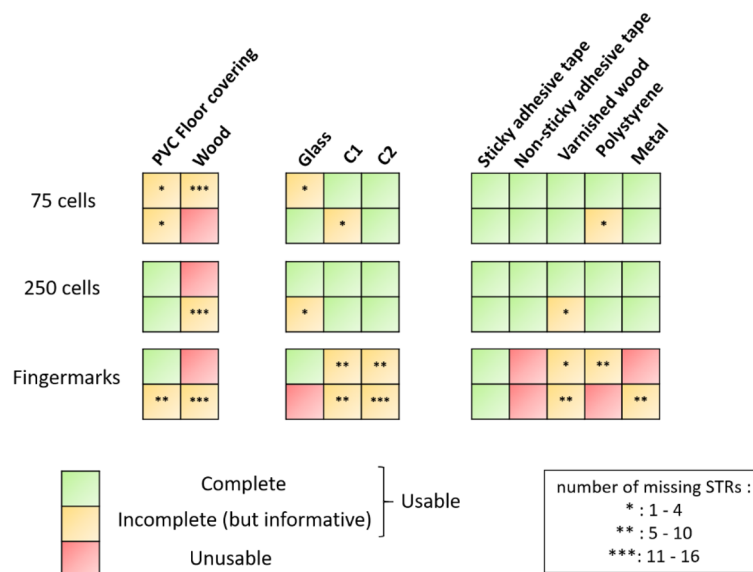 PVC Floor covering
Wood
Glass
C1
C2
Sticky adhesive tape
Non-sticky adhesive tape
Varnished wood
Polystyrene
Metal
75 cells
* *** *
* * *
250 cells
*** * *
Fingermarks
** ** * **
** *** ** *** ** **
Complete
Incomplete (but informative)
Usable
Unusable
number of missing STRs :
* : 1 - 4
** : 5 - 10
***: 11 - 16